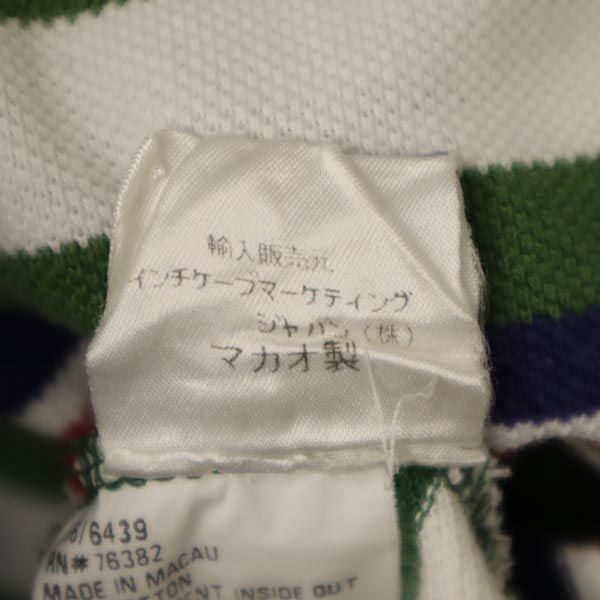 輸入販売元
インチケープマーケティング
ジャパン(株)
マカオ製
/6439
RN# 76382
MADE IN MACAU
INSIDE OUT